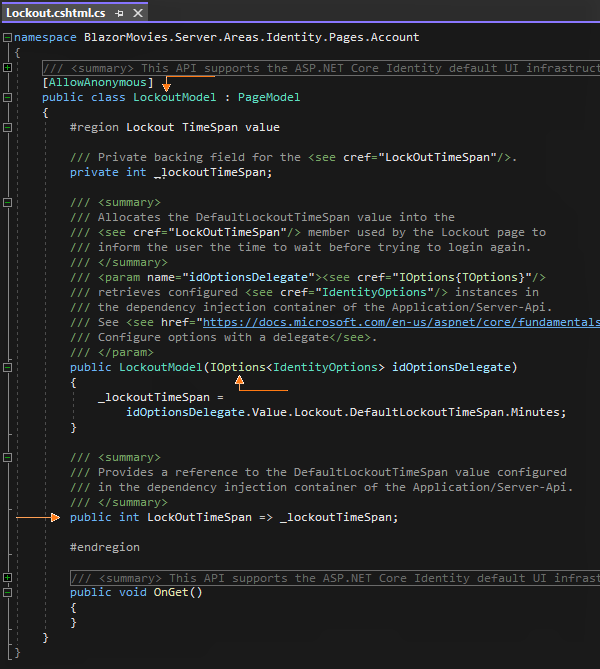 Lockout.cshtml.cs
namespace BlazorMovies.Server.Areas.Identity.Pages.Account
{
/// <summary> This API supports the ASP.NET Core Identity default UI infrastruct
[AllowAnonymous]
public class LockoutModel : PageModel
{
#region Lockout TimeSpan value
/// Private backing field for the <see cref="LockOutTimeSpan"/>.
private int _lockoutTimeSpan;
/// <summary>
/// Allocates the DefaultLockoutTimeSpan value into the
/// <see cref="LockOutTimeSpan"/> member used by the Lockout page to
/// inform the user the time to wait before trying to login again.
/// </summary>
/// <param name="idOptionsDelegate"><see cref="IOptions{TOptions}"/>
/// retrieves configured <see cref="IdentityOptions"/> instances in
/// the dependency injection container of the Application/Server-Api.
/// See <see href="https://docs.microsoft.com/en-us/aspnet/core/fundamentals
/// Configure options with a delegate</see>.
/// </param>
public LockoutModel(IOptions<IdentityOptions> idOptionsDelegate)
{
_lockoutTimeSpan =
idOptionsDelegate.Value.Lockout.DefaultLockoutTimeSpan.Minutes;
}
/// <summary>
/// Provides a reference to the DefaultLockoutTimeSpan value configured
/// in the dependency injection container of the Application/Server-Api.
/// </summary>
public int LockOutTimeSpan => _lockoutTimeSpan;
#endregion
/// <summary> This API supports the ASP.NET Core Identity default UI infrast
public void OnGet()
{
}
}
}